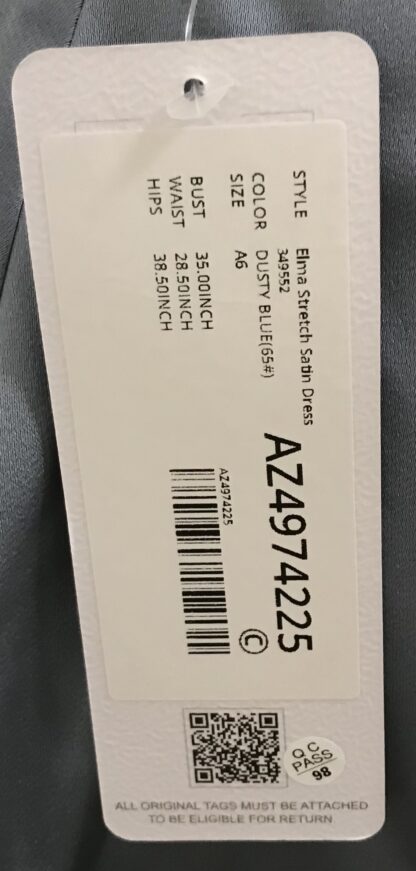 STYLE Elma Stretch Satin Dress
349552
COLOR DUSTY BLUE(65#)
SIZE A6
BUST 35.00INCH
WAIST 28.50INCH
HIPS 38.50INCH
AZ4974225
©
AZ4974225
QC
PASS
98
ALL ORIGINAL TAGS MUST BE ATTACHED
TO BE ELIGIBLE FOR RETURN